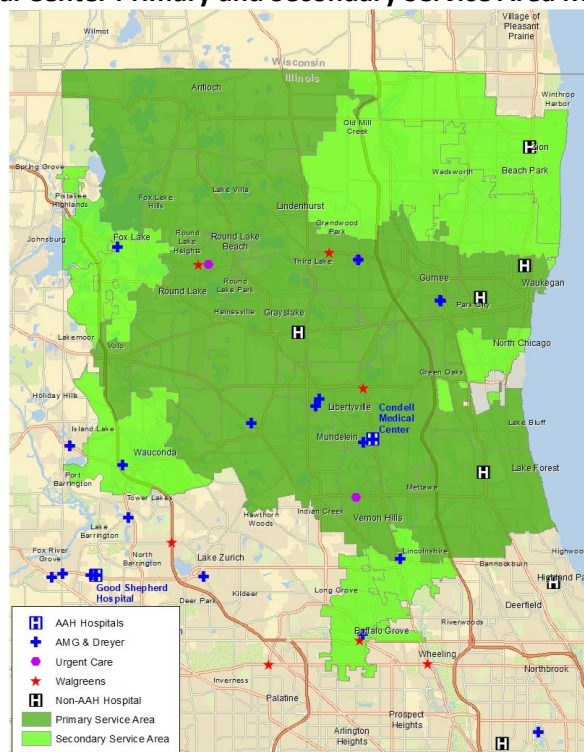 al Center Primary and Secondary Service Area M
Wilmot
Village of
Pleasant
Prairie
Wisconsin
Illinois
Antioch
Winthrop
Harbor
Old Mill
Creek
Spring Grove
Wadsworth
Beach Park
Pistakee
Highlands
Fox Lake
Hills
Lake Villa
Lindenhurst
Grandwood
Park
Johnsburg
Fox Lake
Round
Lake
Heights
Round Lake
Beach
Third Lake
Gurnee
Waukegan
Round Lake
Round
Lake Park
Park City
Hainesville
Grayslake
Lakemoor
Volo
North Chicago
Green Oaks
Holiday Hills
Libertyville
Condell
Medical
Center
Lake Bluff
Island Lake
Mundelein
Wauconda
Lake Forest
Port
Barrington
Mettawa
Tower Lakes
Hawthorn
Woods
Indian Creek
Vernon Hills
Lake
Barrington
North
Barrington
Fox River
Grove
Lake Zurich
Lincolnshire
Bannockburn
Highwood
Good Shepherd
Hospital
Deer Park
Kildeer
Long Grove
Highland Pa
Deerfield
Riverwoods
Buffalo Grove
Wheeling
Northbrook
Inverness
Palatine
Arlington
Heights
Prospect
Heights
H AAH Hospitals
AMG & Dreyer
Urgent Care
Walgreens
H Non-AAH Hospital
Primary Service Area
Secondary Service Area